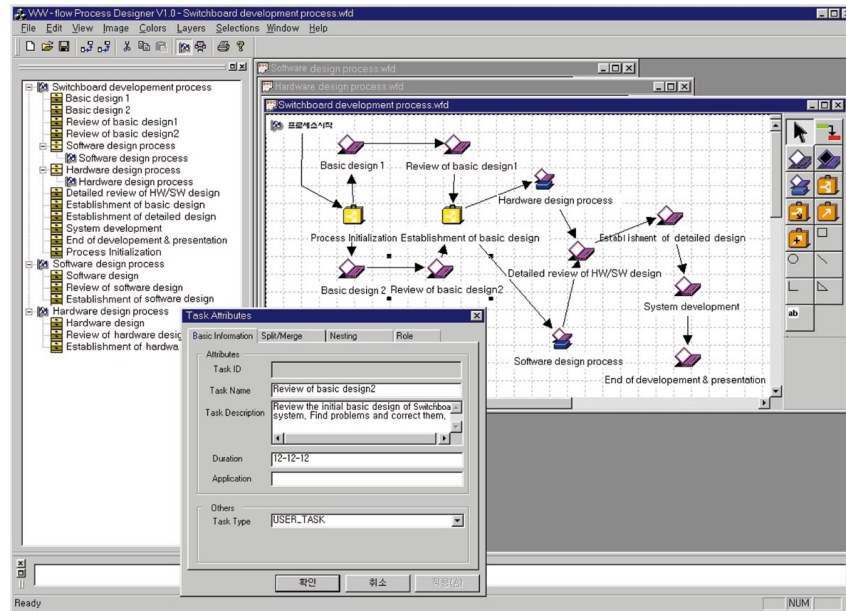 WW-flow Process Designer V1.0 - Switchboard development process.wfd
File Edit View Image Colors Layers Selections Window Help
Switchboard developement process
Basic design 1
Basic design 2
Review of basic design1
Review of basic design2
Software design process
Software design process
Hardware design process
Hardware design process
Detailed review of HW/SW design
Establishment of basic design
Establishment of detailed design
System development
End of developement & presentation
Process Initialization
Software design process
Software design
Review of software design
Establishment of software design
Hardware design process
Hardware design
Review of hardware desig
Establishment of hardwa
Software design process.wfd
Hardware design process.wfd
Switchboard development process.wfd
프로세스시작
Basic design 1
Review of basic design1
Hardware design process
Process Initialization
Establishment of basic design
Establishment of detailed design
Detailed review of HW/SW design
Basic design 2
Review of basic design2
System development
Software design process
End of developement & presentation
ab
Task Attributes
Basic Information
Split/Merge
Nesting
Role
Attributes
Task ID
Task Name
Review of basic design2
Task Description
Review the initial basic design of Switchboa
system, Find problems and correct them,
Duration
12-12-12
Application
Others
Task Type
USER_TASK
확인
취소
적용(A)
Ready
NUM